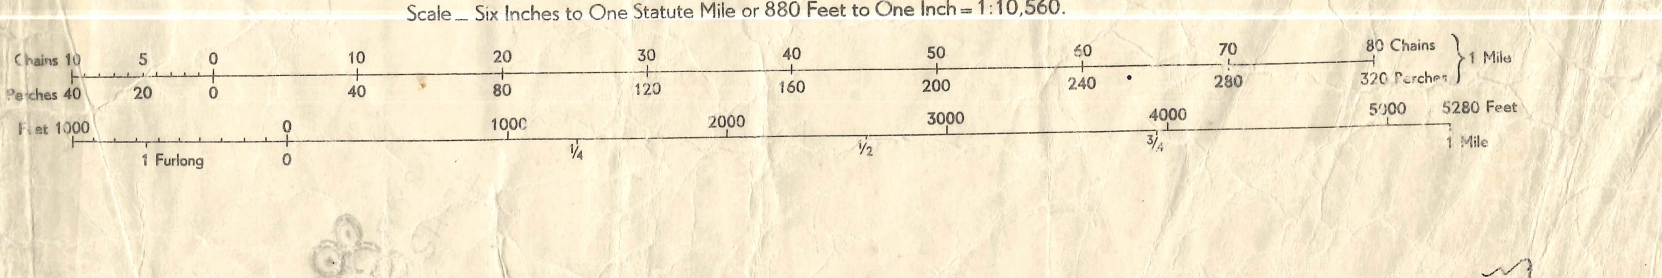 Scale — Six Inches to One Statute Mile or 880 Feet to One Inch = 1:10,560.
Chains 10 5 0 10 20 30 40 50 60 70 80 Chains
1 Mile
Perches 40 20 0 40 80 120 160 200 240 280 320 Perches
Feet 1000 0 1000 2000 3000 4000 5000 5280 Feet
1 Furlong 0 1/4 1/2 3/4 1 Mile